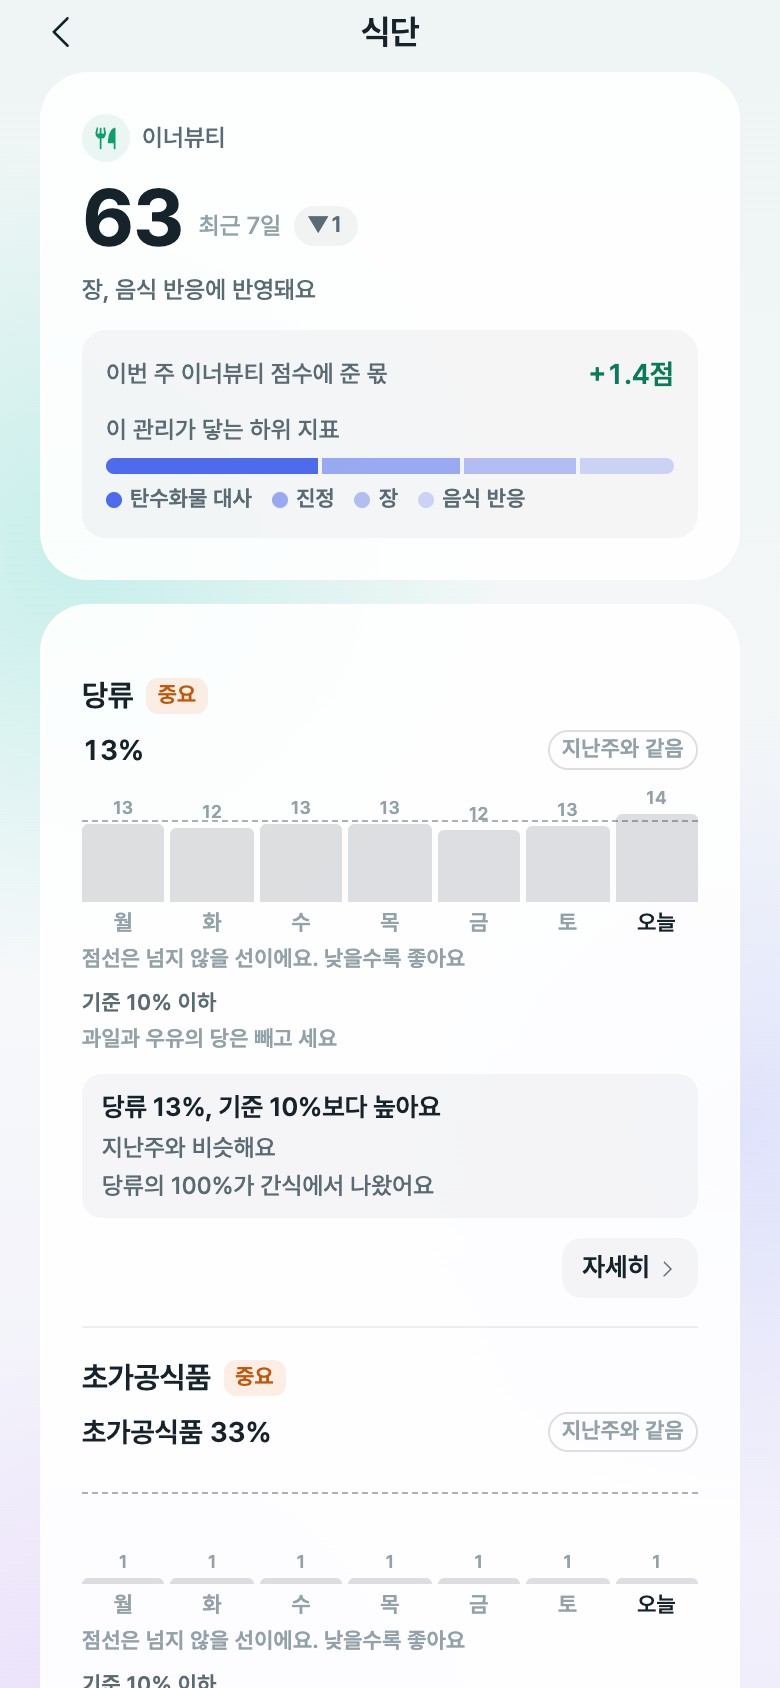 식단
이너뷰티
63 최근 7일 ▼1
장, 음식 반응에 반영돼요
이번 주 이너뷰티 점수에 준 몫 +1.4점
이 관리가 닿는 하위 지표
탄수화물 대사 진정 장 음식 반응
당류 중요
13% 지난주와 같음
13 12 13 13 12 13 14
월 화 수 목 금 토 오늘
점선은 넘지 않을 선이에요. 낮을수록 좋아요
기준 10% 이하
과일과 우유의 당은 빼고 세요
당류 13%, 기준 10%보다 높아요
지난주와 비슷해요
당류의 100%가 간식에서 나왔어요
자세히
초가공식품 중요
초가공식품 33% 지난주와 같음
1 1 1 1 1 1 1
월 화 수 목 금 토 오늘
점선은 넘지 않을 선이에요. 낮을수록 좋아요
기준 10% 이하